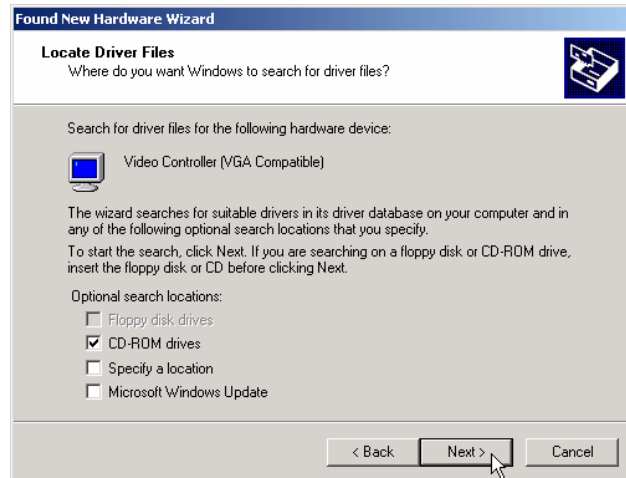 Found New Hardware Wizard
Locate Driver Files
Where do you want Windows to search for driver files?
Search for driver files for the following hardware device:
Video Controller (VGA Compatible)
The wizard searches for suitable drivers in its driver database on your computer and in
any of the following optional search locations that you specify.
To start the search, click Next. If you are searching on a floppy disk or CD-ROM drive,
insert the floppy disk or CD before clicking Next.
Optional search locations:
Floppy disk drives
CD-ROM drives
Specify a location
Microsoft Windows Update
< Back Next > Cancel